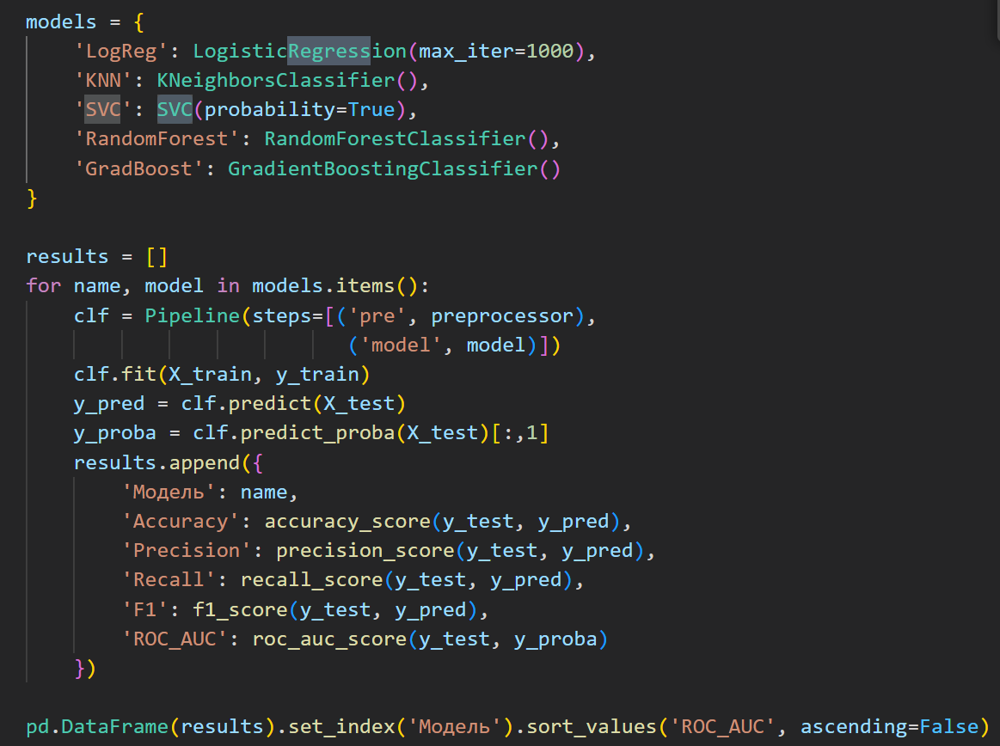 models = {
    'LogReg': LogisticRegression(max_iter=1000),
    'KNN': KNeighborsClassifier(),
    'SVC': SVC(probability=True),
    'RandomForest': RandomForestClassifier(),
    'GradBoost': GradientBoostingClassifier()
}

results = []
for name, model in models.items():
    clf = Pipeline(steps=[('pre', preprocessor),
                           ('model', model)])
    clf.fit(X_train, y_train)
    y_pred = clf.predict(X_test)
    y_proba = clf.predict_proba(X_test)[:,1]
    results.append({
        'Модель': name,
        'Accuracy': accuracy_score(y_test, y_pred),
        'Precision': precision_score(y_test, y_pred),
        'Recall': recall_score(y_test, y_pred),
        'F1': f1_score(y_test, y_pred),
        'ROC_AUC': roc_auc_score(y_test, y_proba)
    })

pd.DataFrame(results).set_index('Модель').sort_values('ROC_AUC', ascending=False)